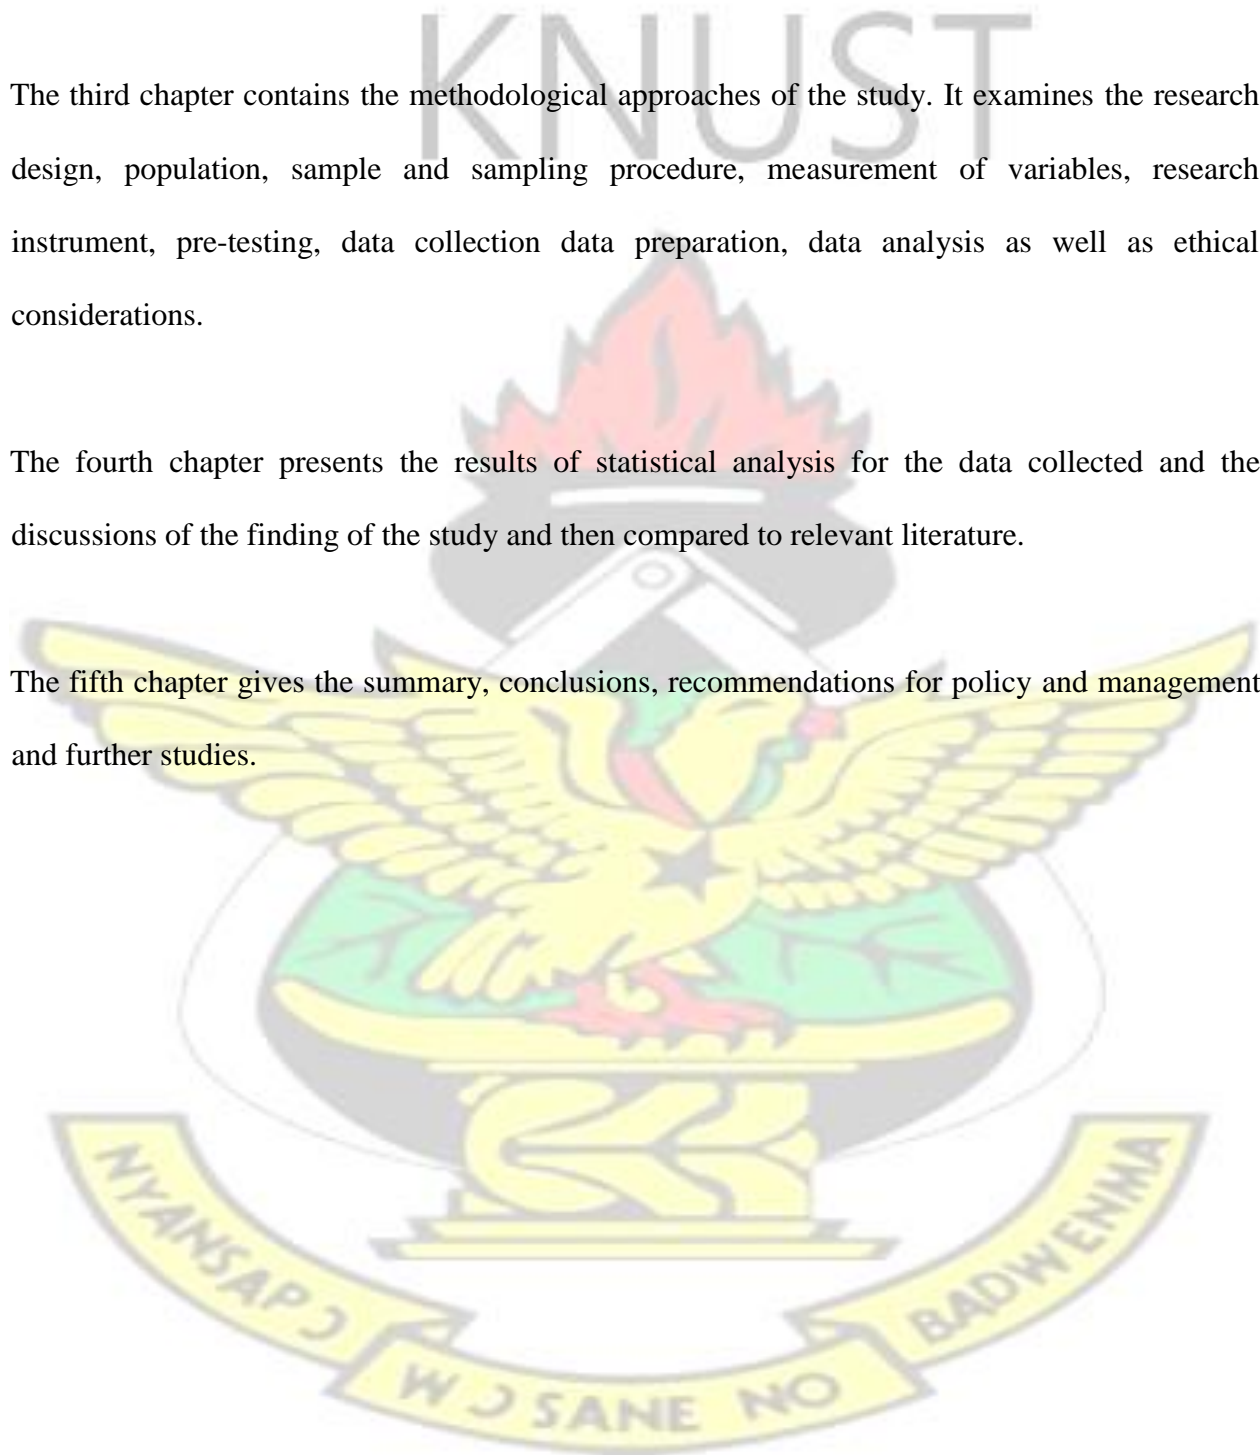 KNUST
The third chapter contains the methodological approaches of the study. It examines the research
design, population, sample and sampling procedure, measurement of variables, research
instrument, pre-testing, data collection data preparation, data analysis as well as ethical
considerations.
The fourth chapter presents the results of statistical analysis for the data collected and the
discussions of the finding of the study and then compared to relevant literature.
The fifth chapter gives the summary, conclusions, recommendations for policy and management
and further studies.
NYANSAPƆ
WƆSANE NO
BADWENMA